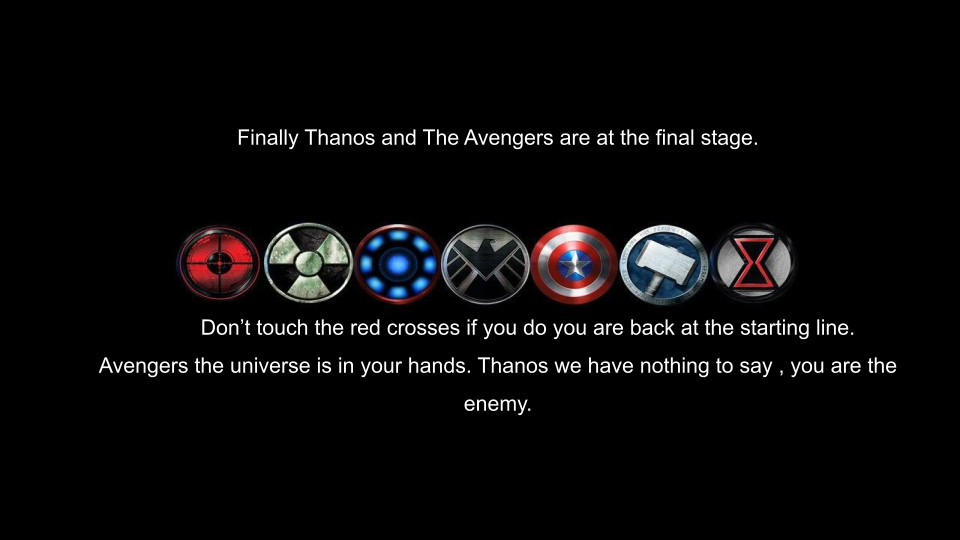 Finally Thanos and The Avengers are at the final stage.
Don’t touch the red crosses if you do you are back at the starting line.
Avengers the universe is in your hands. Thanos we have nothing to say , you are the
enemy.